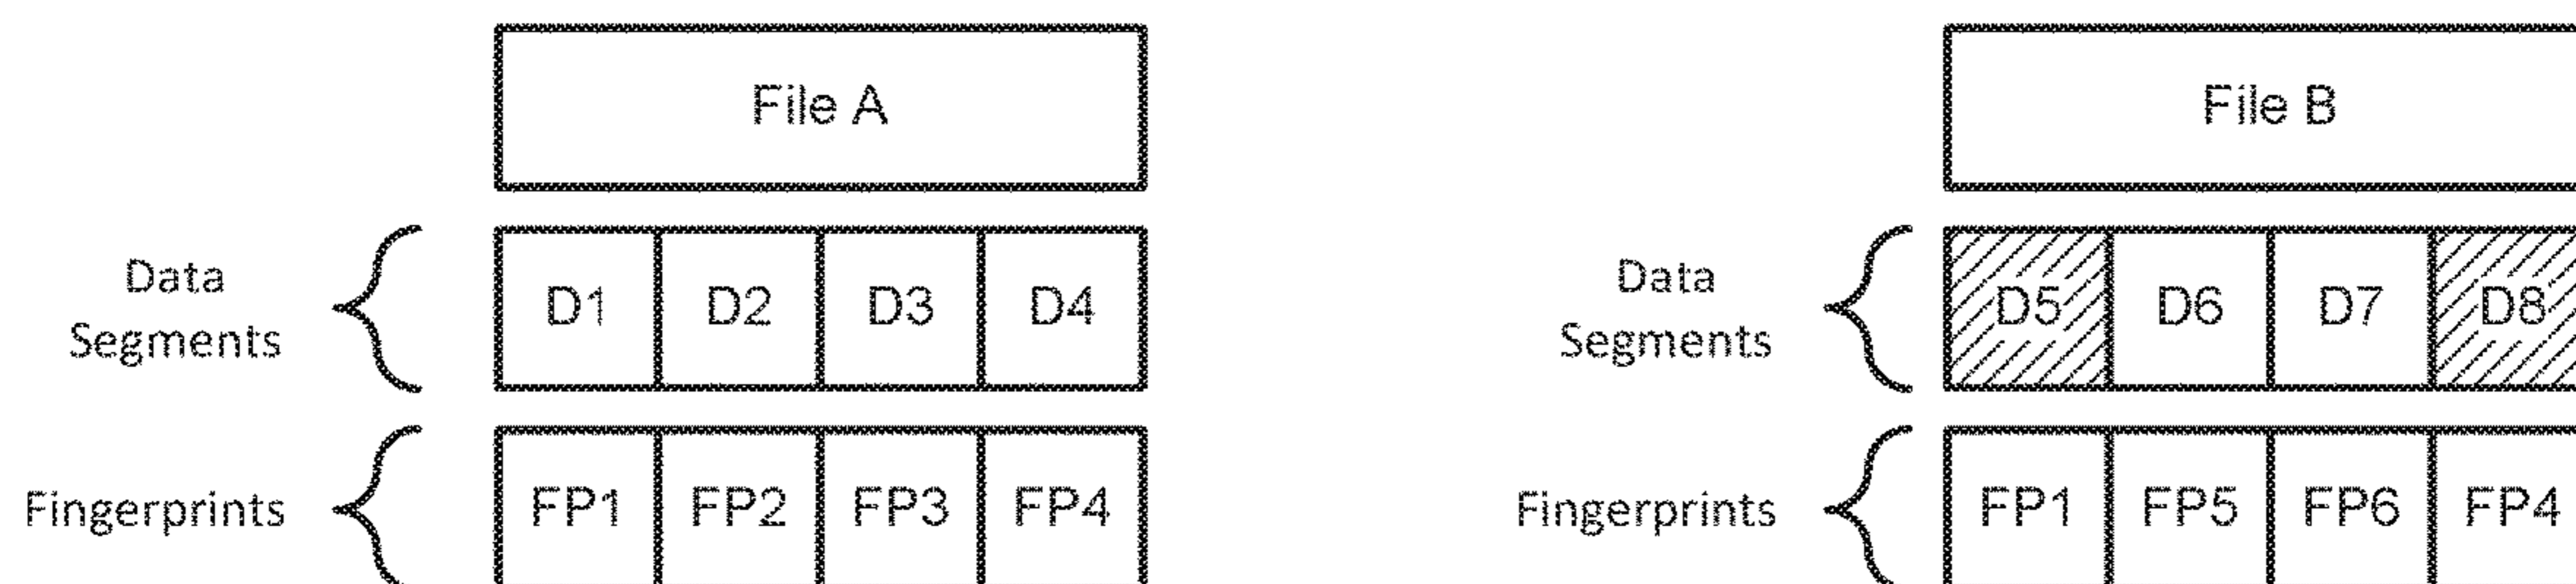 File A
File B
Data
Segments
D1 D2 D3 D4
Data
Segments
D5 D6 D7 D8
Fingerprints
FP1 FP2 FP3 FP4
Fingerprints
FP1 FP5 FP6 FP4